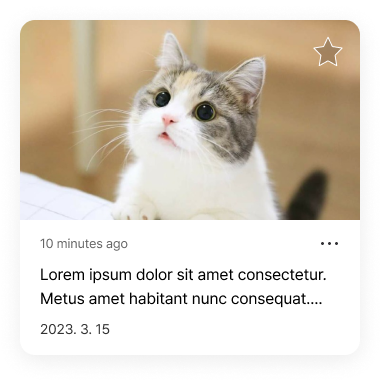 10 minutes ago
Lorem ipsum dolor sit amet consectetur.
Metus amet habitant nunc consequat....
2023. 3. 15